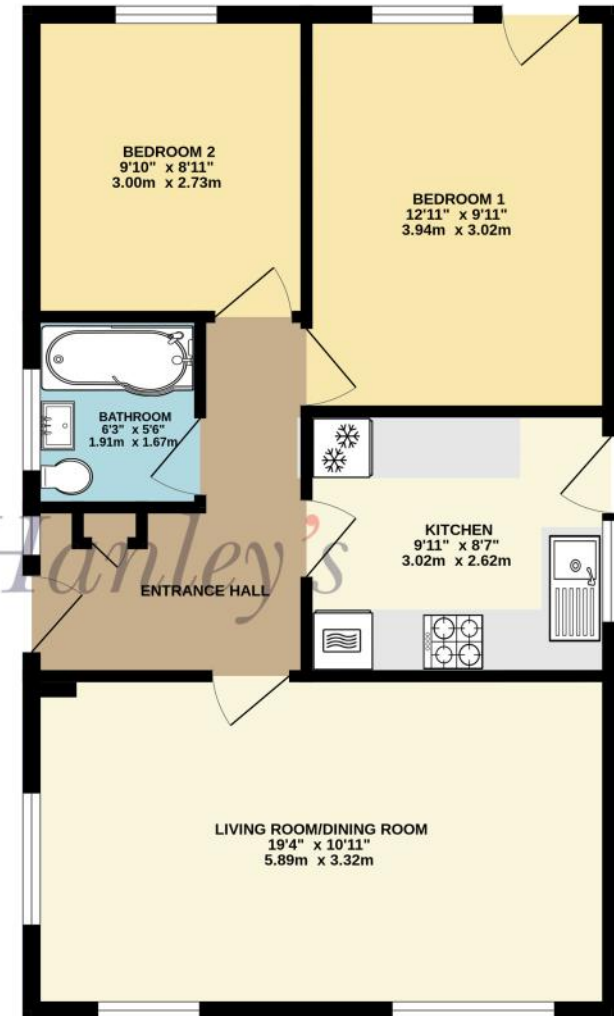 BEDROOM 2
9'10" x 8'11"
3.00m x 2.73m
BEDROOM 1
12'11" x 9'11"
3.94m x 3.02m
BATHROOM
6'3" x 5'6"
1.91m x 1.67m
KITCHEN
9'11" x 8'7"
3.02m x 2.62m
Hanley's
ENTRANCE HALL
LIVING ROOM/DINING ROOM
19'4" x 10'11"
5.89m x 3.32m